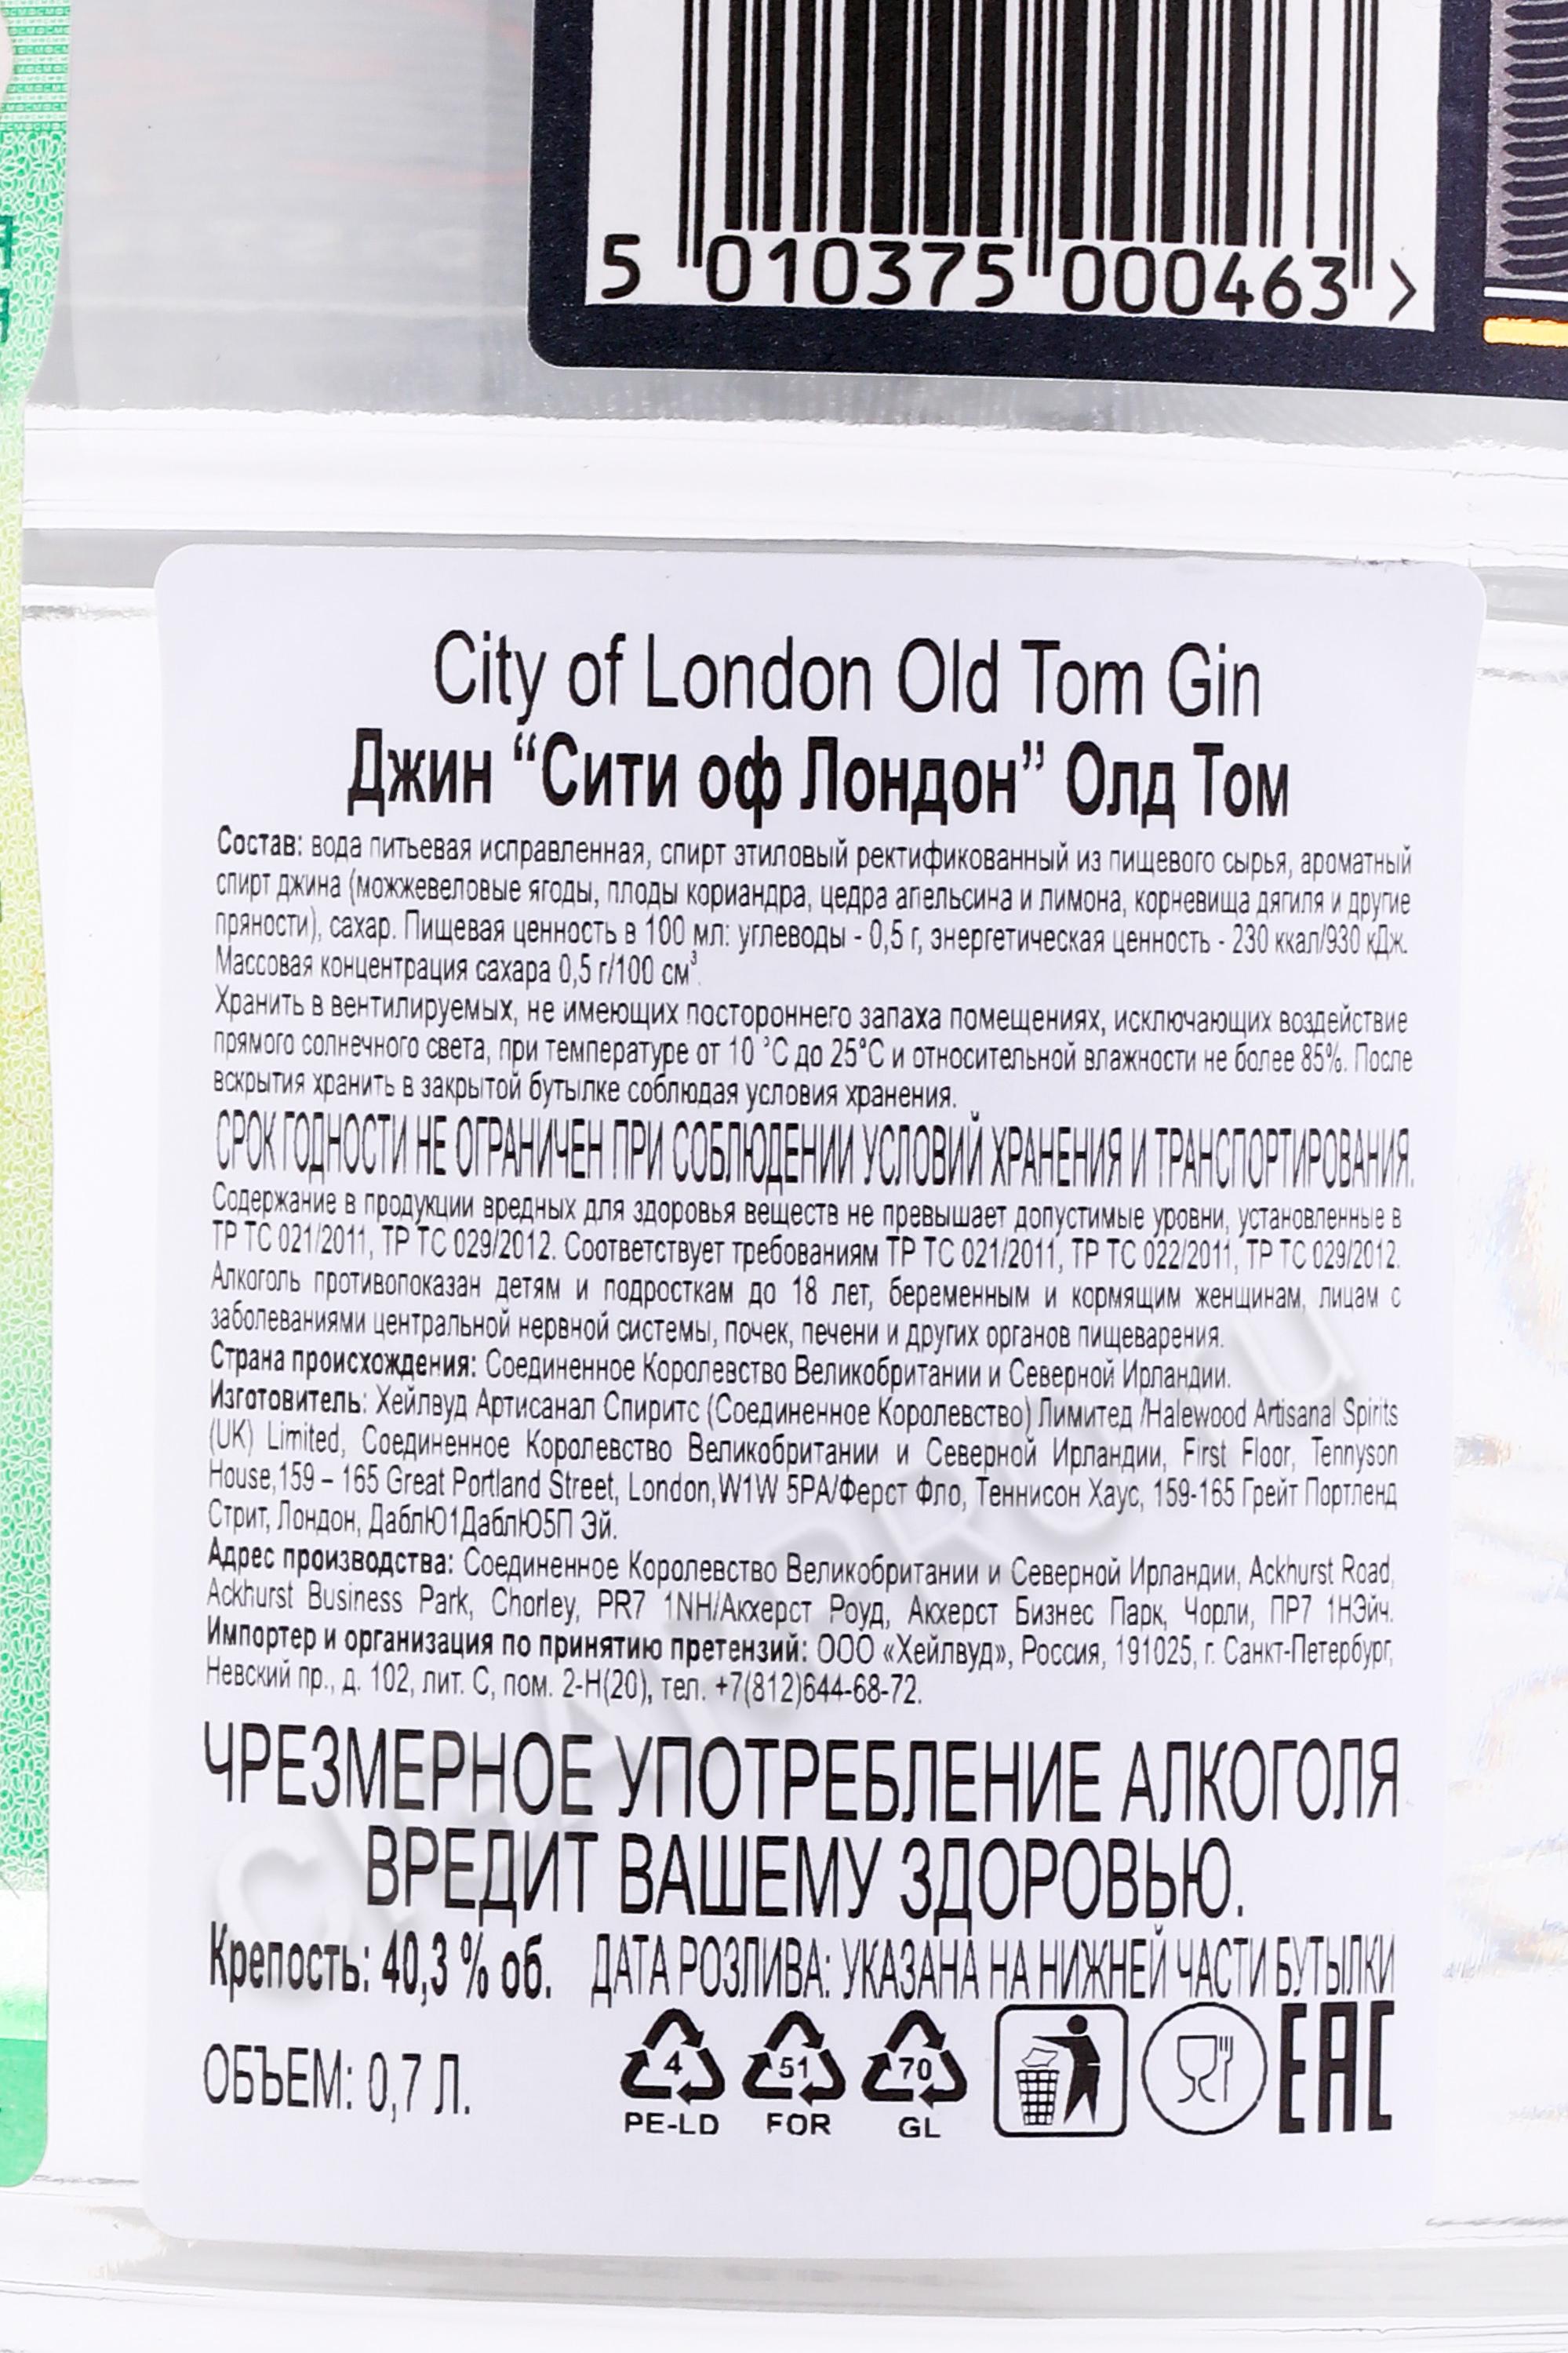 5 010375 000463 >
City of London Old Tom Gin
Джин “Сити оф Лондон” Олд Том
Состав: вода питьевая исправленная, спирт этиловый ректификованный из пищевого сырья, ароматный
спирт джина (можжевеловые ягоды, плоды кориандра, цедра апельсина и лимона, корневища дягиля и другие
пряности), сахар. Пищевая ценность в 100 мл: углеводы - 0,5 г, энергетическая ценность - 230 ккал/930 кДж.
Массовая концентрация сахара 0,5 г/100 см³.
Хранить в вентилируемых, не имеющих постороннего запаха помещениях, исключающих воздействие
прямого солнечного света, при температуре от 10 °С до 25°С и относительной влажности не более 85%. После
вскрытия хранить в закрытой бутылке соблюдая условия хранения.
СРОК ГОДНОСТИ НЕ ОГРАНИЧЕН ПРИ СОБЛЮДЕНИИ УСЛОВИЙ ХРАНЕНИЯ И ТРАНСПОРТИРОВАНИЯ.
Содержание в продукции вредных для здоровья веществ не превышает допустимые уровни, установленные в
ТР ТС 021/2011, ТР ТС 029/2012. Соответствует требованиям ТР ТС 021/2011, ТР ТС 022/2011, ТР ТС 029/2012.
Алкоголь противопоказан детям и подросткам до 18 лет, беременным и кормящим женщинам, лицам с
заболеваниями центральной нервной системы, почек, печени и других органов пищеварения.
Страна происхождения: Соединенное Королевство Великобритании и Северной Ирландии.
Изготовитель: Хейлвуд Артисанал Спиритс (Соединенное Королевство) Лимитед /Halewood Artisanal Spirits
(UK) Limited, Соединенное Королевство Великобритании и Северной Ирландии, First Floor, Tennyson
House,159 – 165 Great Portland Street, London,W1W 5PA/Ферст Фло, Теннисон Хаус, 159-165 Грейт Портленд
Стрит, Лондон, ДаблЮ1ДаблЮ5П Эй.
Адрес производства: Соединенное Королевство Великобритании и Северной Ирландии, Ackhurst Road,
Ackhurst Business Park, Chorley, PR7 1NH/Акхерст Роуд, Акхерст Бизнес Парк, Чорли, ПР7 1НЭйч.
Импортер и организация по принятию претензий: ООО «Хейлвуд», Россия, 191025, г. Санкт-Петербург,
Невский пр., д. 102, лит. С, пом. 2-Н(20), тел. +7(812)644-68-72.
ЧРЕЗМЕРНОЕ УПОТРЕБЛЕНИЕ АЛКОГОЛЯ
ВРЕДИТ ВАШЕМУ ЗДОРОВЬЮ.
Крепость: 40,3 % об. ДАТА РОЗЛИВА: УКАЗАНА НА НИЖНЕЙ ЧАСТИ БУТЫЛКИ
ОБЪЕМ: 0,7 Л. 4 51 70 EAC
PE-LD FOR GL